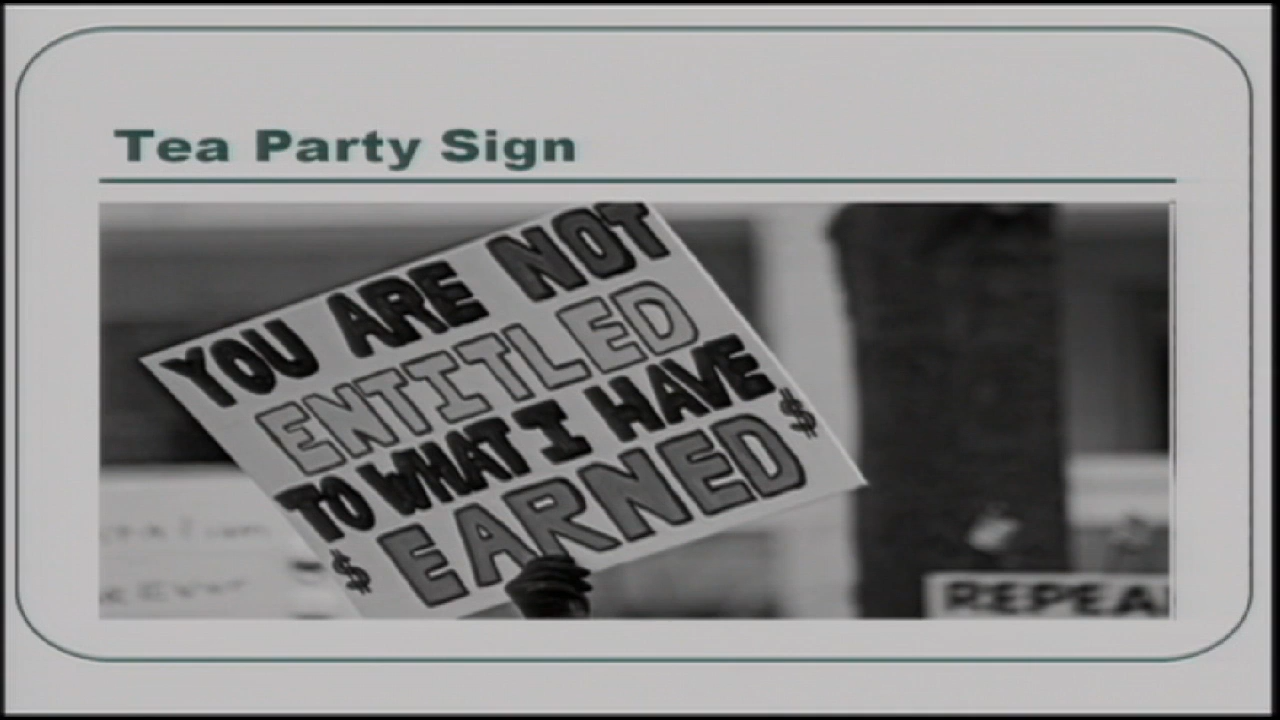 Tea Party Sign
YOU ARE NOT
ENTITLED
TO WHAT I HAVE
$
EARNED
$
REPEA